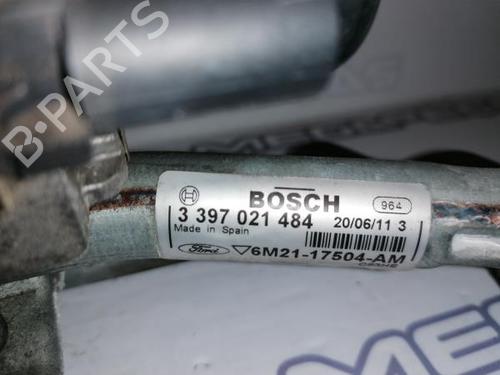 BOSCH
964
3 397 021 484 20/06/11 3
Made in Spain
Ford 6M21-17504-AM
B-PARTS